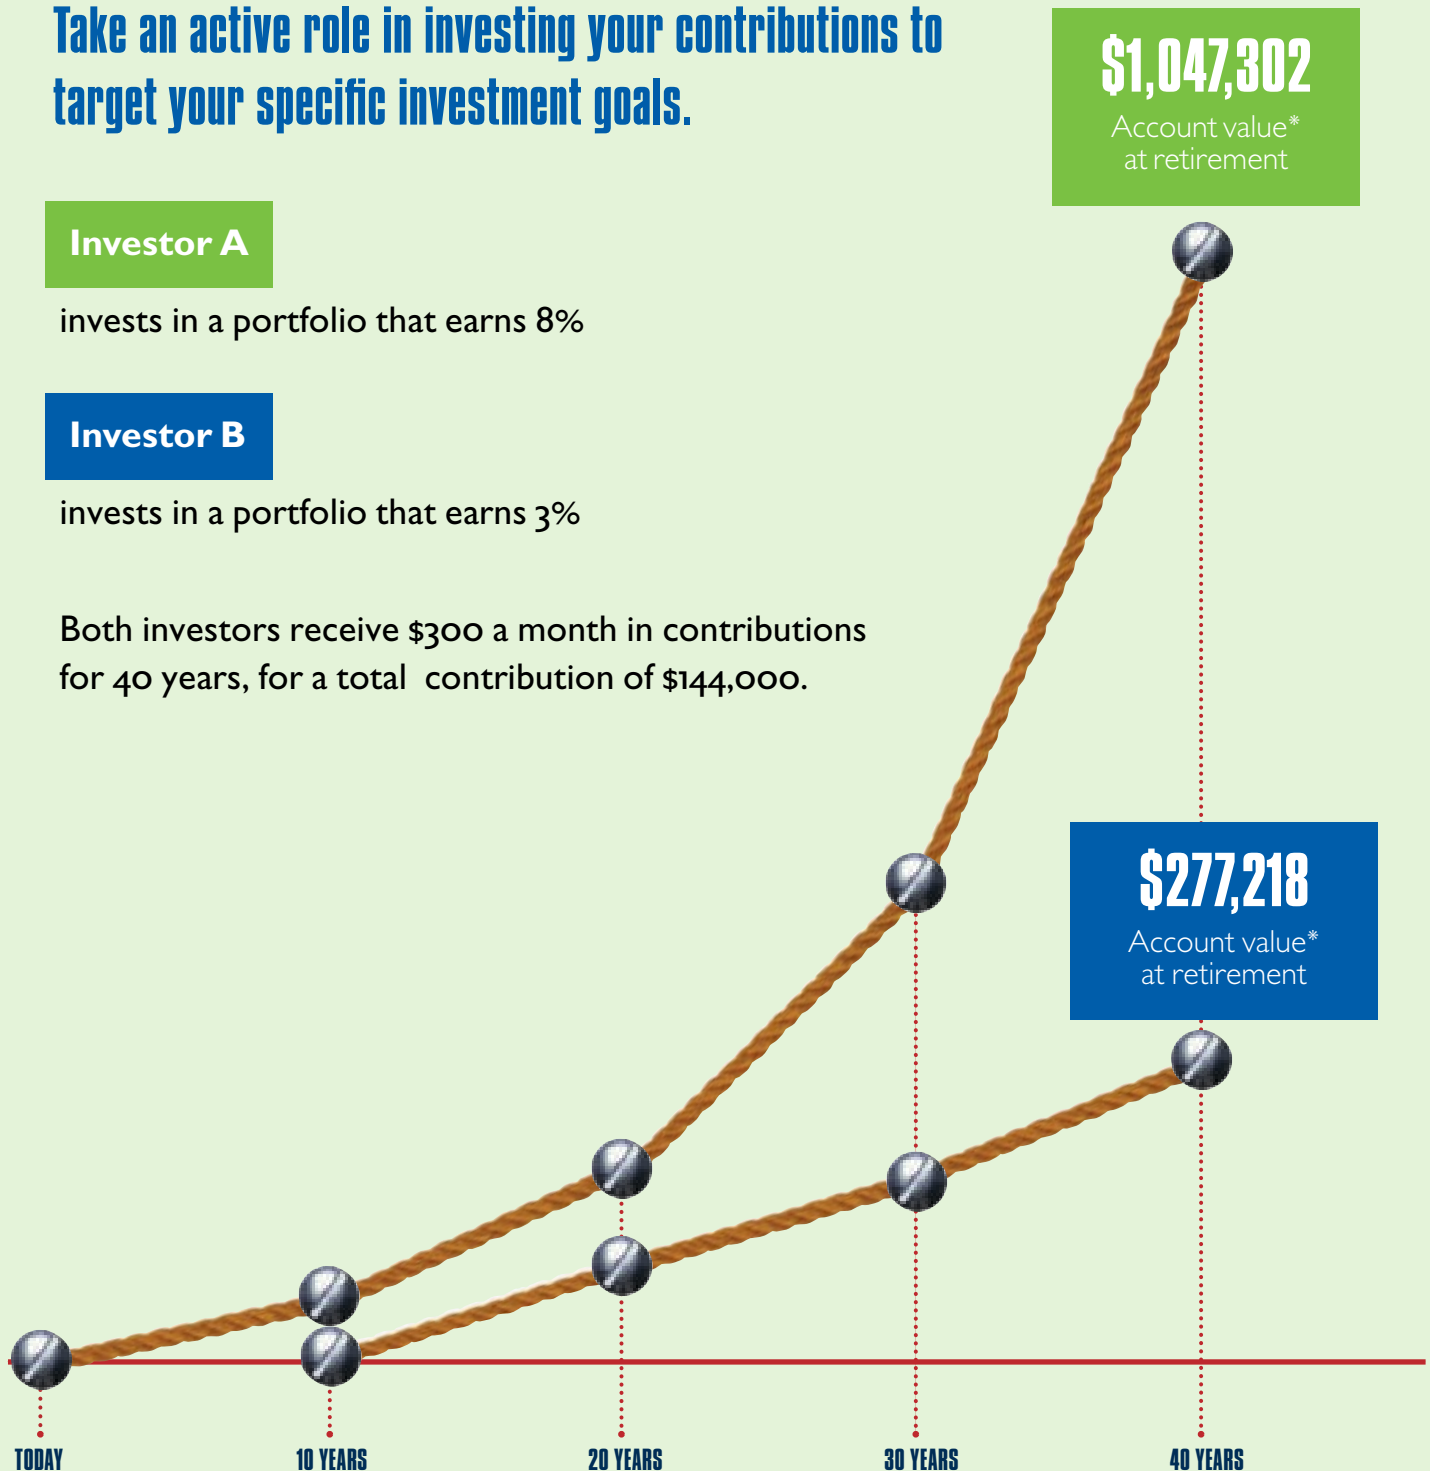 Take an active role in investing your contributions to
target your specific investment goals.
$1,047,302
Account value*
at retirement
Investor A
invests in a portfolio that earns 8%
Investor B
invests in a portfolio that earns 3%
Both investors receive $300 a month in contributions
for 40 years, for a total  contribution of $144,000.
$277,218
Account value*
at retirement
TODAY
10 YEARS
20 YEARS
30 YEARS
40 YEARS